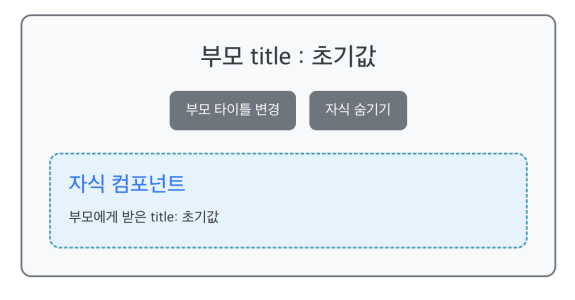 부모 title : 초기값
부모 타이틀 변경 자식 숨기기
자식 컴포넌트
부모에게 받은 title: 초기값